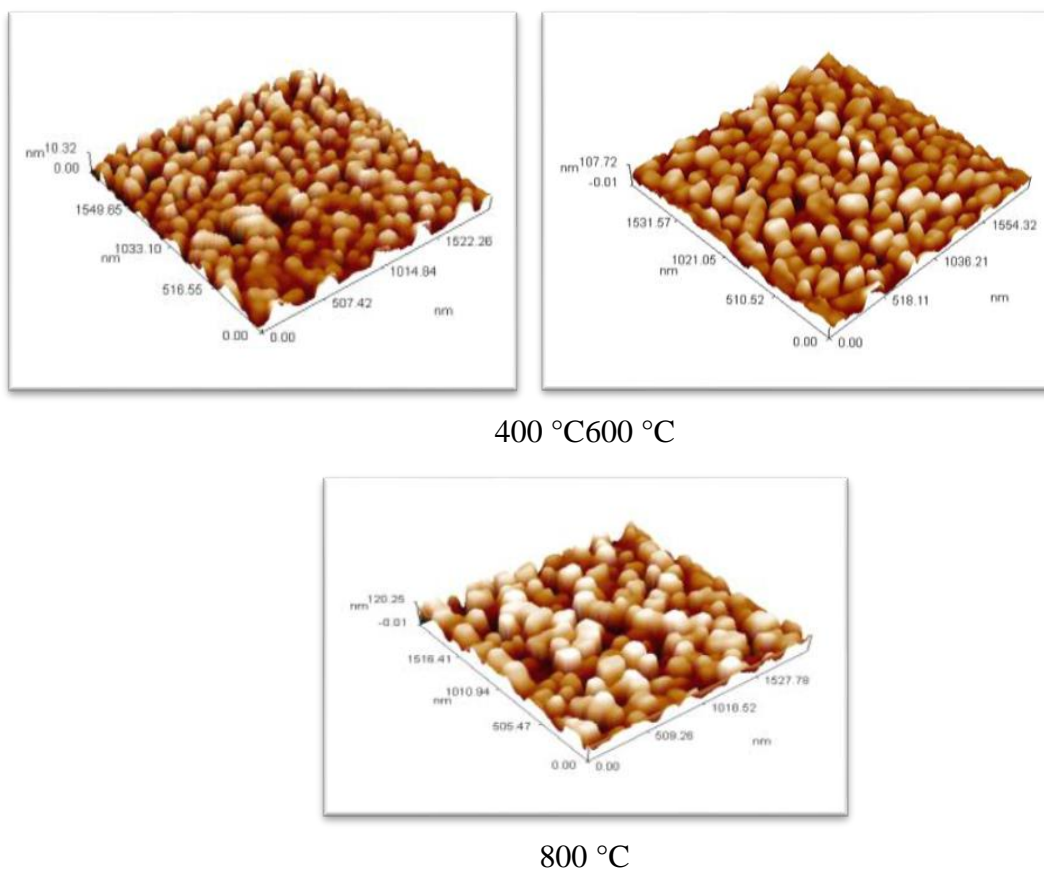 nm 10.32
0.00
1549.65
1033.10
nm
516.55
0.00 0.00
507.42
1014.84
1522.26
nm
nm 107.72
-0.01
1531.57
1021.05
nm
510.52
0.00 0.00
518.11
1036.21
1554.32
nm
400 °C600 °C
nm 120.25
-0.01
1516.41
1010.94
nm
505.47
0.00 0.00
509.26
1018.52
1527.78
nm
800 °C